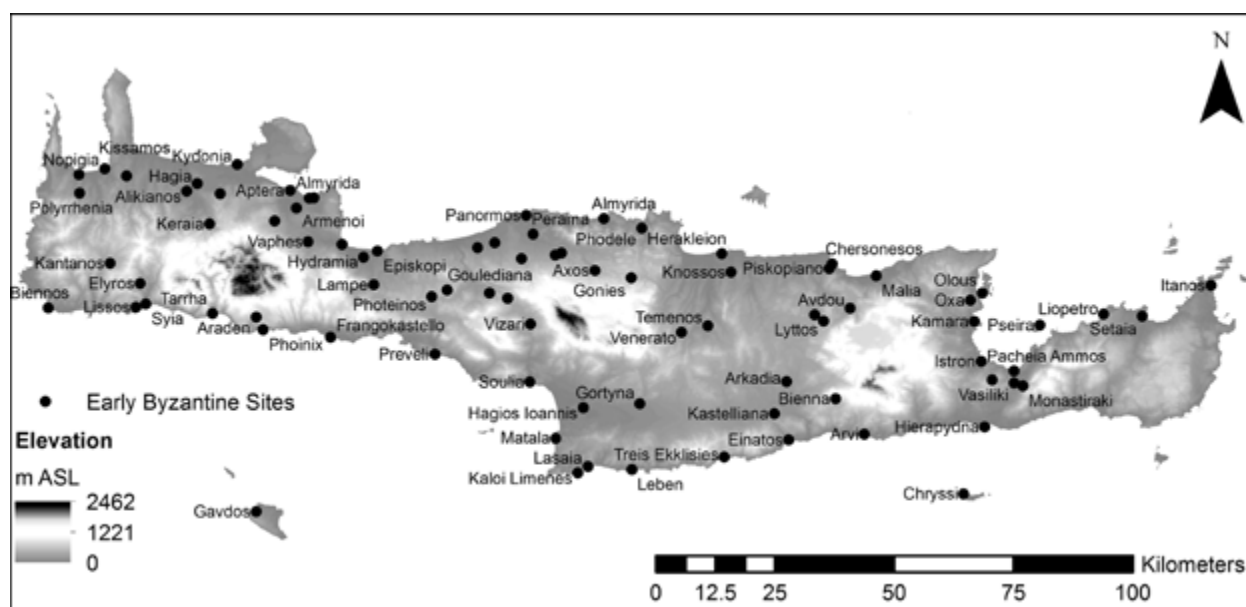 N
Kissamos
Nopigia
Kydonia
Hagia
Alikianos
Aptera
Almyrida
Polyrrhenia
Keraia
Armenoi
Vaphes
Hydramia
Kantanos
Elyros
Biennos
Lissos
Syia
Tarrha
Araden
Phoinix
Lampe
Episkopi
Photeinos
Frangokastello
Preveli
Panormos
Peraina
Almyrida
Phodele
Herakleion
Goulediana
Axos
Gonies
Knossos
Piskopiano
Chersonesos
Malia
Avdou
Lyttos
Temenos
Venerato
Vizari
Soulia
Gortyna
Hagios Ioannis
Matala
Lasaia
Kaloi Limenes
Leben
Treis Ekklisies
Arkadia
Bienna
Kastelliana
Einatos
Arvi
Hierapydna
Olous
Oxa
Kamara
Pseira
Liopetro
Setaia
Itanos
Istron
Pacheia Ammos
Vasiliki
Monastiraki
Chryssi
Gavdos
Early Byzantine Sites
Elevation
m ASL
2462
1221
0
Kilometers
0 12.5 25 50 75 100